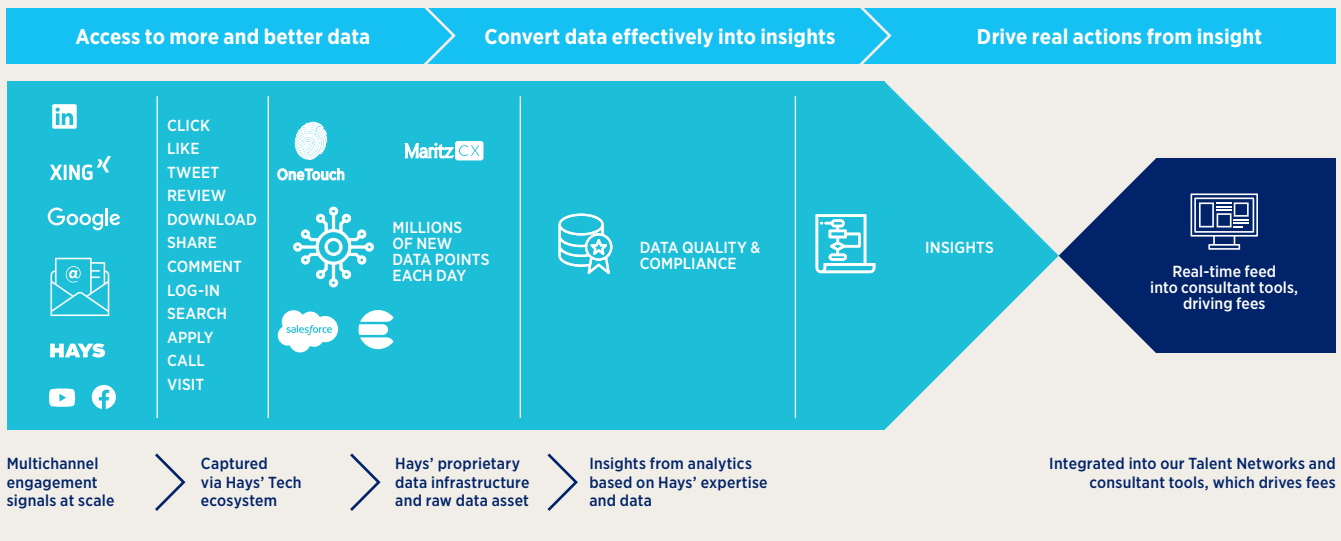 Access to more and better data
Convert data effectively into insights
Drive real actions from insight
in
XING
Google
@
HAYS
CLICK
LIKE
TWEET
REVIEW
DOWNLOAD
SHARE
COMMENT
LOG-IN
SEARCH
APPLY
CALL
VISIT
OneTouch
MaritzCX
MILLIONS
OF NEW
DATA POINTS
EACH DAY
salesforce
DATA QUALITY &
COMPLIANCE
INSIGHTS
Real-time feed
into consultant tools,
driving fees
Multichannel
engagement
signals at scale
Captured
via Hays’ Tech
ecosystem
Hays’ proprietary
data infrastructure
and raw data asset
Insights from analytics
based on Hays’ expertise
and data
Integrated into our Talent Networks and
consultant tools, which drives fees